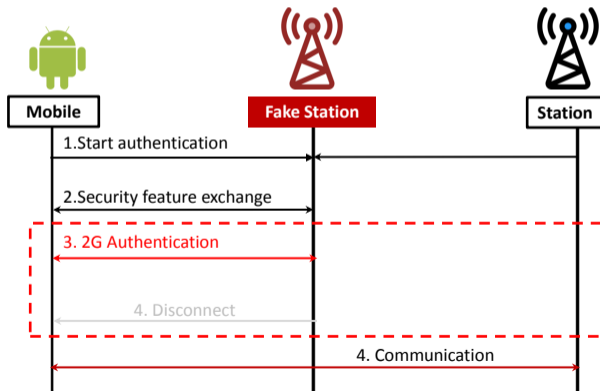 Mobile
Fake Station
Station
1.Start authentication
2.Security feature exchange
3. 2G Authentication
4. Disconnect
4. Communication